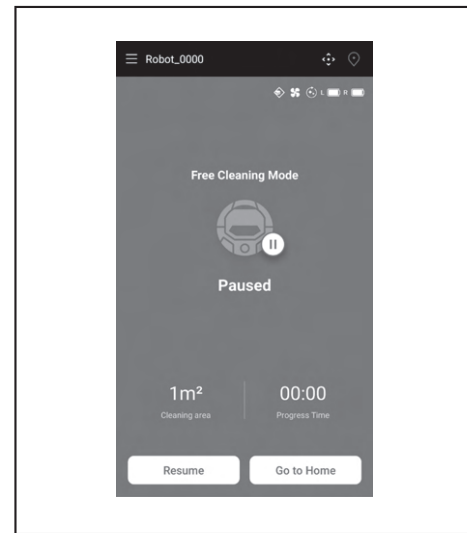 Robot_0000
L R
Free Cleaning Mode
Paused
1m² 00:00
Cleaning area Progress Time
Resume Go to Home